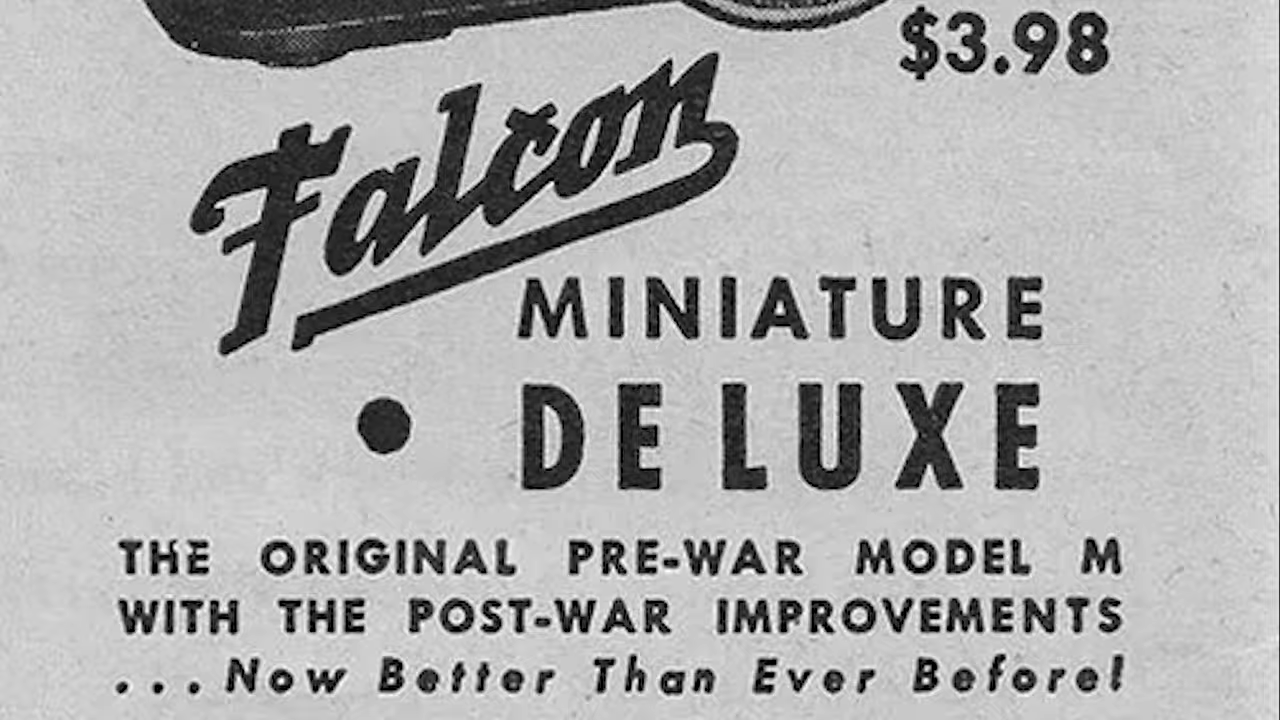 $3.98
Falcon
MINIATURE
• DE LUXE
THE ORIGINAL PRE-WAR MODEL M
WITH THE POST-WAR IMPROVEMENTS
...Now Better Than Ever Before!